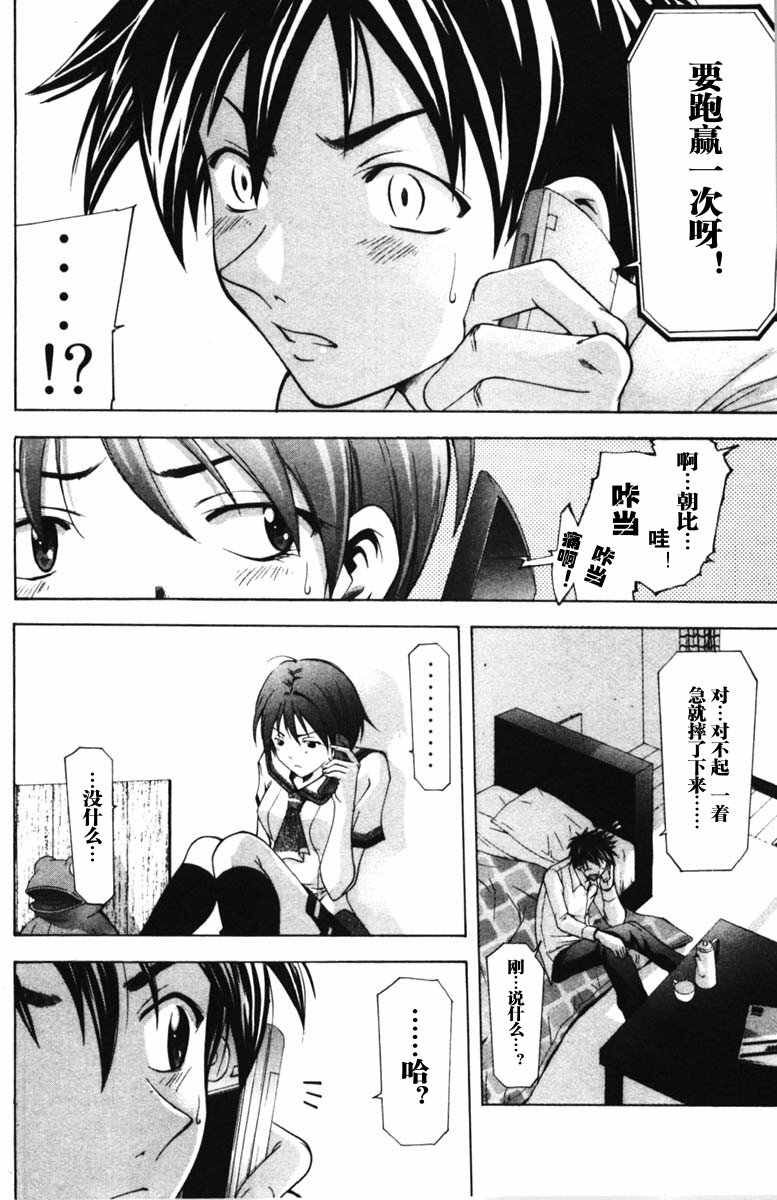 要跑赢一次呀！
‥‥‥!?
啊…朝比…
哇！
咔当
咔当
痛啊！
对…对不起 一着
急就摔了下来……
刚…说什么…?
………
…没什么…
……哈?